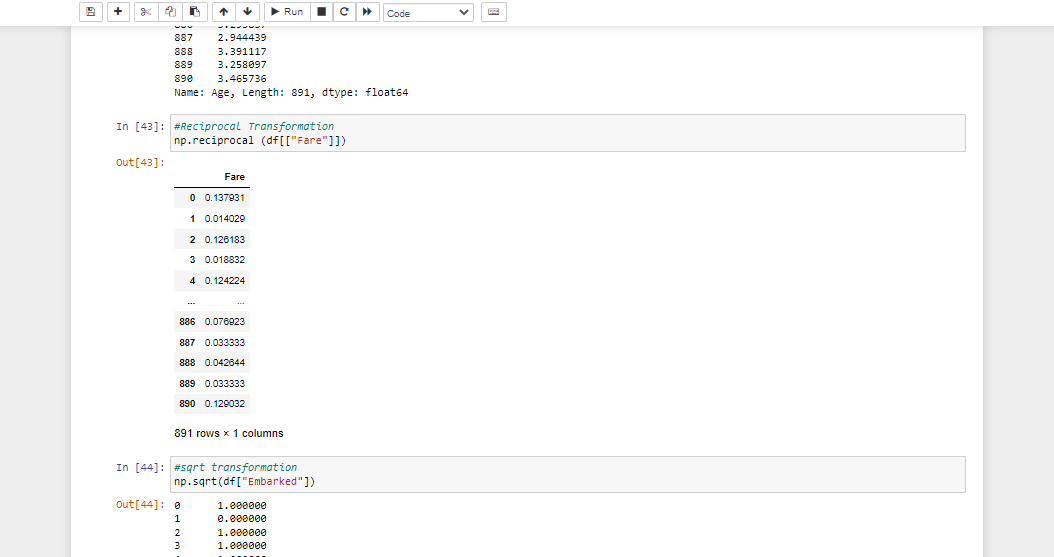 Run
Code
887 2.944439
888 3.391117
889 3.258097
890 3.465736
Name: Age, Length: 891, dtype: float64
In [43]: #Reciprocal Transformation
np.reciprocal (df[["Fare"]])
Out[43]:
Fare
0 0.137931
1 0.014029
2 0.126183
3 0.018832
4 0.124224
... ...
886 0.076923
887 0.033333
888 0.042644
889 0.033333
890 0.129032
891 rows × 1 columns
In [44]: #sqrt transformation
np.sqrt(df["Embarked"])
Out[44]: 0 1.000000
1 0.000000
2 1.000000
3 1.000000